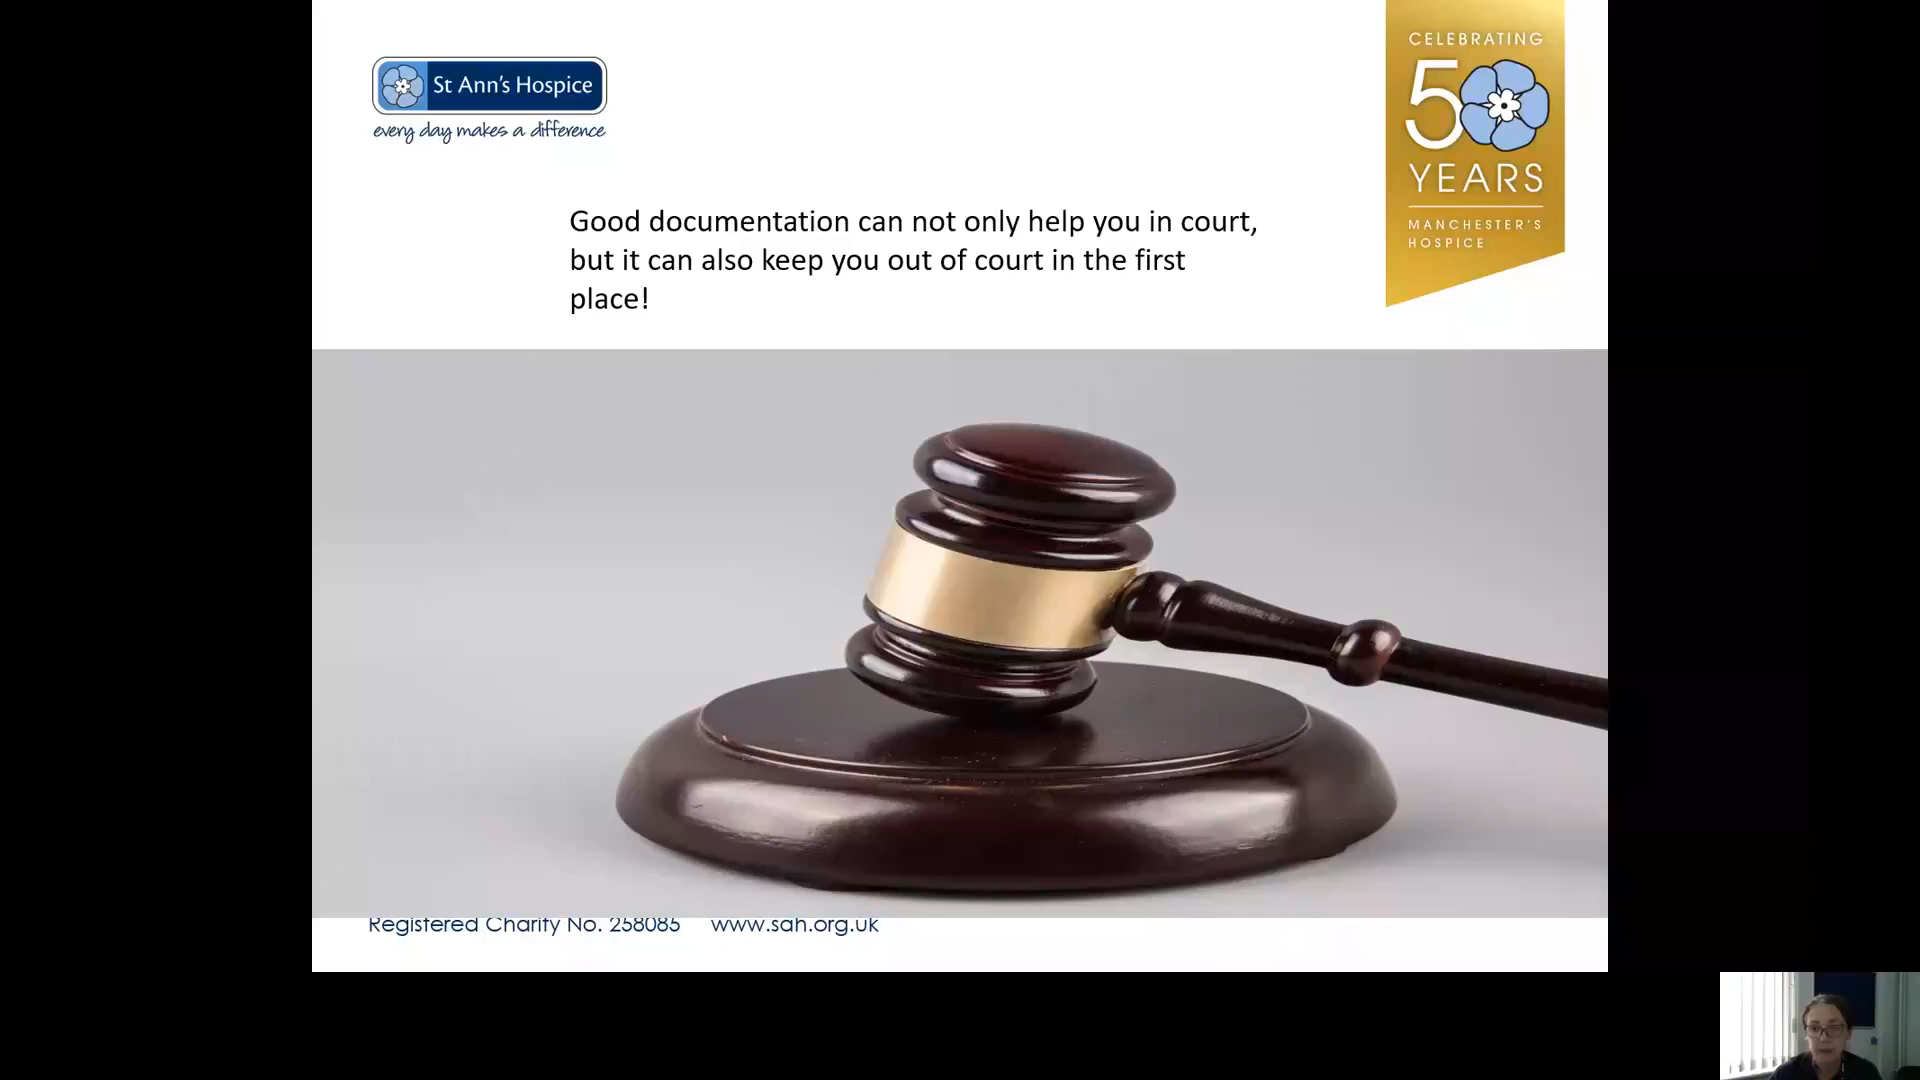 St Ann's Hospice
every day makes a difference
CELEBRATING
50
YEARS
MANCHESTER'S
HOSPICE
Good documentation can not only help you in court,
but it can also keep you out of court in the first
place!
Registered Charity No. 258085 www.sah.org.uk